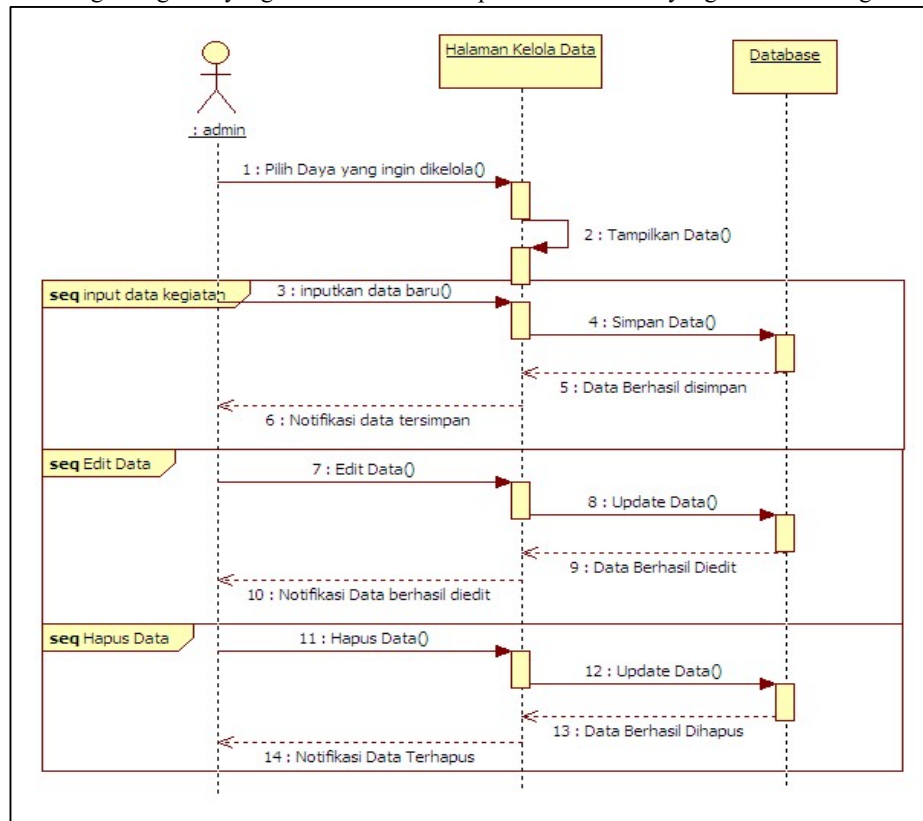 Halaman Kelola Data
Database
: admin
1 : Pilih Daya yang ingin dikelola()
2 : Tampilkan Data()
seq input data kegiatan
3 : inputkan data baru()
4 : Simpan Data()
5 : Data Berhasil disimpan
6 : Notifikasi data tersimpan
seq Edit Data
7 : Edit Data()
8 : Update Data()
9 : Data Berhasil Diedit
10 : Notifikasi Data berhasil diedit
seq Hapus Data
11 : Hapus Data()
12 : Update Data()
13 : Data Berhasil Dihapus
14 : Notifikasi Data Terhapus